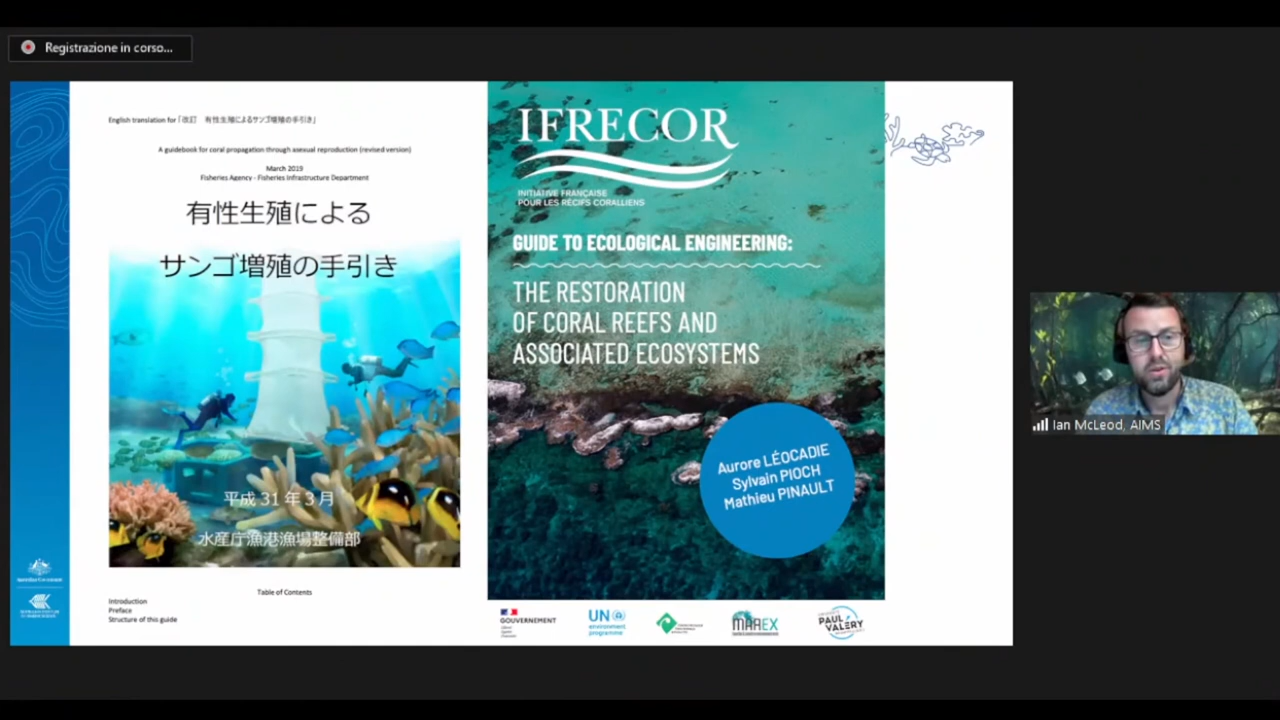 Registrazione in corso...
English translation for「改訂 有性生殖によるサンゴ増殖の手引き」
A guidebook for coral propagation through asexual reproduction (revised version)
March 2019
Fisheries Agency - Fisheries Infrastructure Department
有性生殖による
サンゴ増殖の手引き
平成 31 年 3 月
水産庁漁港漁場整備部
Table of Contents
Introduction
Preface
Structure of this guide
IFRECOR
INITIATIVE FRANÇAISE
POUR LES RÉCIFS CORALLIENS
GUIDE TO ECOLOGICAL ENGINEERING:
THE RESTORATION
OF CORAL REEFS AND
ASSOCIATED ECOSYSTEMS
Aurore LÉOCADIE
Sylvain PIOCH
Mathieu PINAULT
GOUVERNEMENT
UN
environment
programme
MAREX
PAUL
VALÉRY
Ian McLeod, AIMS